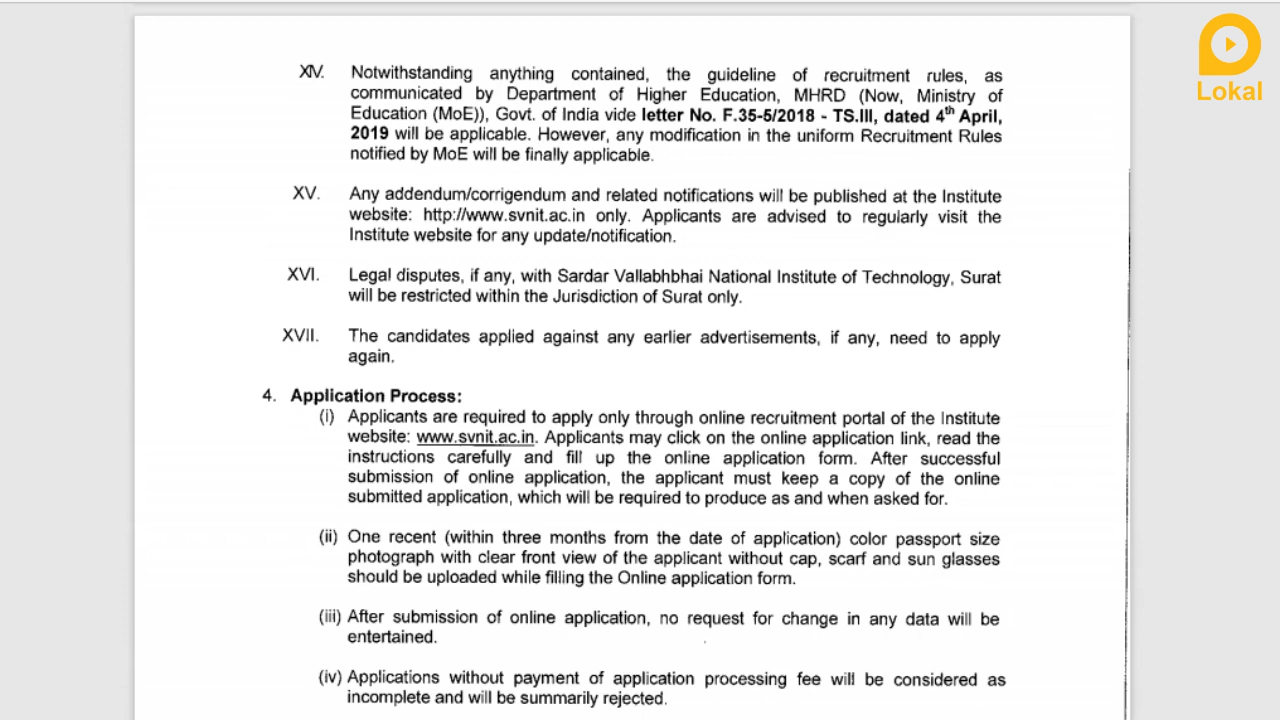 Lokal
XIV. Notwithstanding anything contained, the guideline of recruitment rules, as
communicated by Department of Higher Education, MHRD (Now, Ministry of
Education (MoE)), Govt. of India vide letter No. F.35-5/2018 - TS.III, dated 4th April,
2019 will be applicable. However, any modification in the uniform Recruitment Rules
notified by MoE will be finally applicable.
XV. Any addendum/corrigendum and related notifications will be published at the Institute
website: http://www.svnit.ac.in only. Applicants are advised to regularly visit the
Institute website for any update/notification.
XVI. Legal disputes, if any, with Sardar Vallabhbhai National Institute of Technology, Surat
will be restricted within the Jurisdiction of Surat only.
XVII. The candidates applied against any earlier advertisements, if any, need to apply
again.
4. Application Process:
(i) Applicants are required to apply only through online recruitment portal of the Institute
website: www.svnit.ac.in. Applicants may click on the online application link, read the
instructions carefully and fill up the online application form. After successful
submission of online application, the applicant must keep a copy of the online
submitted application, which will be required to produce as and when asked for.
(ii) One recent (within three months from the date of application) color passport size
photograph with clear front view of the applicant without cap, scarf and sun glasses
should be uploaded while filling the Online application form.
(iii) After submission of online application, no request for change in any data will be
entertained.
(iv) Applications without payment of application processing fee will be considered as
incomplete and will be summarily rejected.